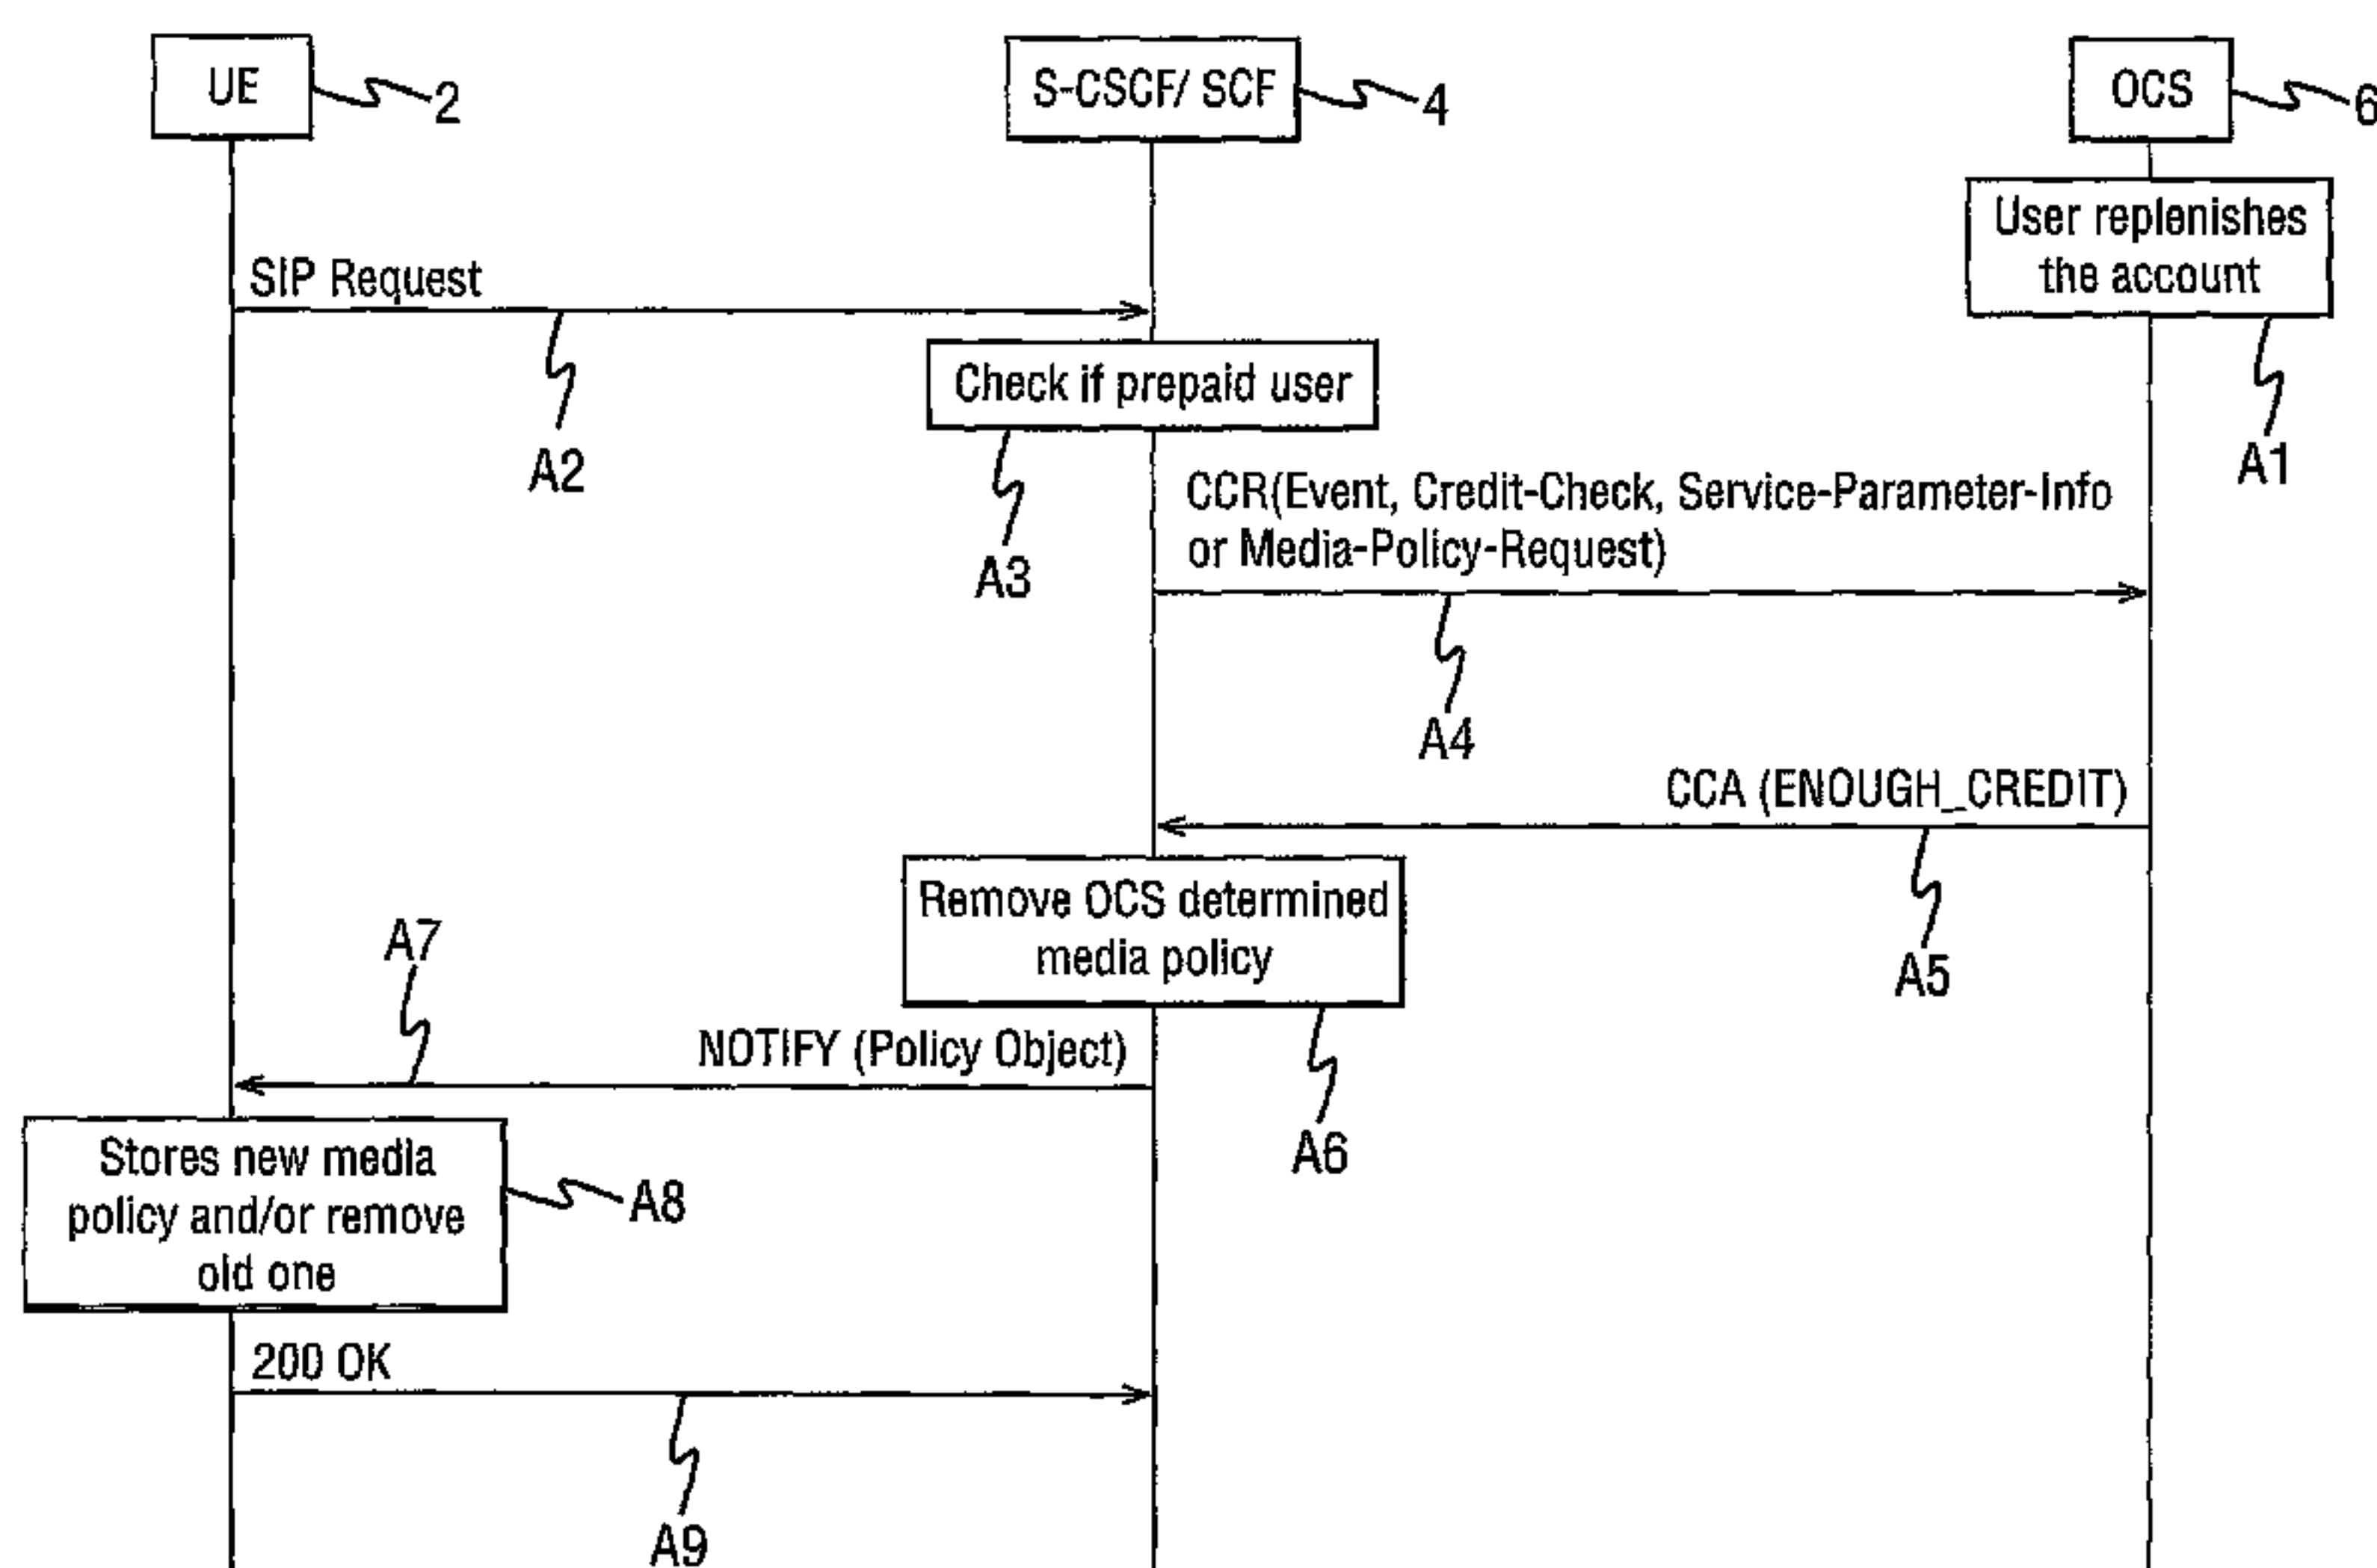 UE
2
S-CSCF/ SCF
4
OCS
6
User replenishes
the account
A1
SIP Request
A2
Check if prepaid user
A3
CCR(Event, Credit-Check, Service-Parameter-Info
or Media-Policy-Request)
A4
CCA (ENOUGH_CREDIT)
A5
Remove OCS determined
media policy
A6
A7
NOTIFY (Policy Object)
Stores new media
policy and/or remove
old one
A8
200 OK
A9